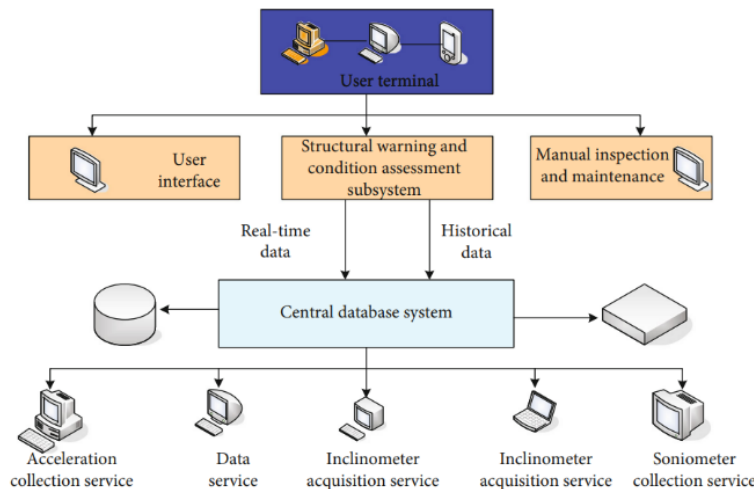 User terminal
User
interface
Structural warning and
condition assessment
subsystem
Manual inspection
and maintenance
Real-time
data
Historical
data
Central database system
Acceleration
collection service
Data
service
Inclinometer
acquisition service
Inclinometer
acquisition service
Soniometer
collection service